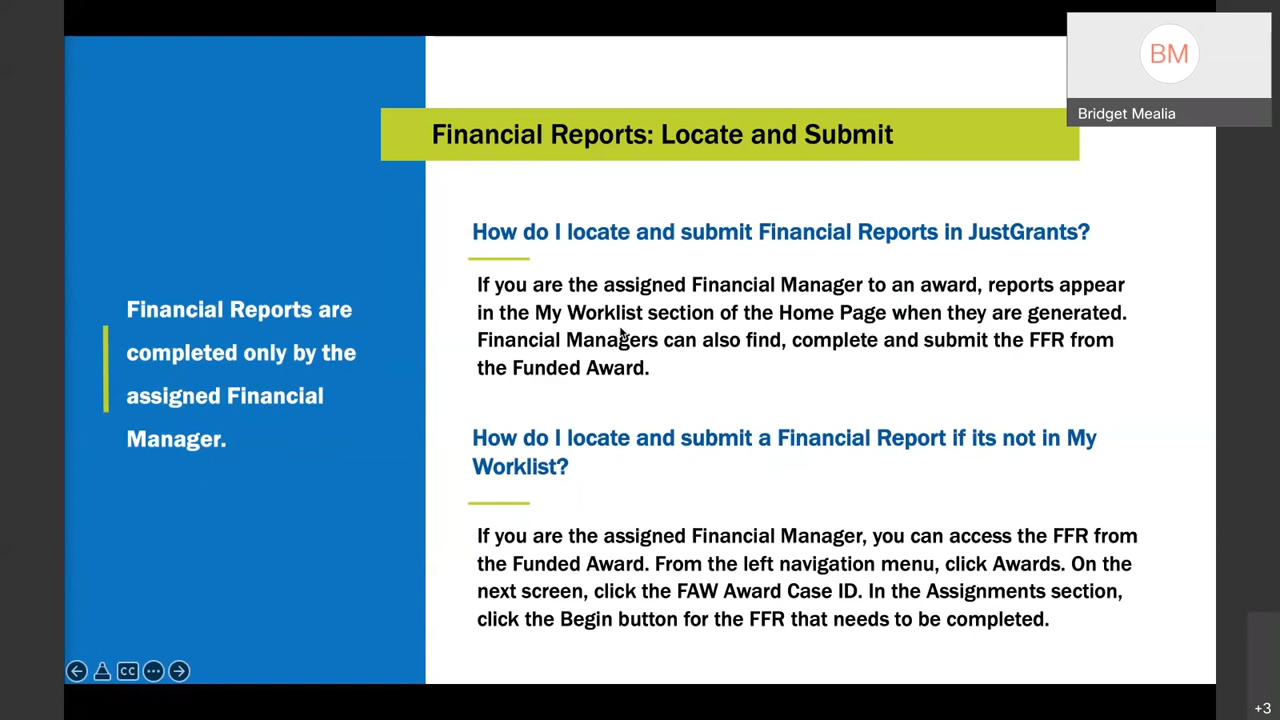 BM
Bridget Mealia
Financial Reports: Locate and Submit
Financial Reports are
completed only by the
assigned Financial
Manager.
How do I locate and submit Financial Reports in JustGrants?
If you are the assigned Financial Manager to an award, reports appear
in the My Worklist section of the Home Page when they are generated.
Financial Managers can also find, complete and submit the FFR from
the Funded Award.
How do I locate and submit a Financial Report if its not in My
Worklist?
If you are the assigned Financial Manager, you can access the FFR from
the Funded Award. From the left navigation menu, click Awards. On the
next screen, click the FAW Award Case ID. In the Assignments section,
click the Begin button for the FFR that needs to be completed.
CC
+3